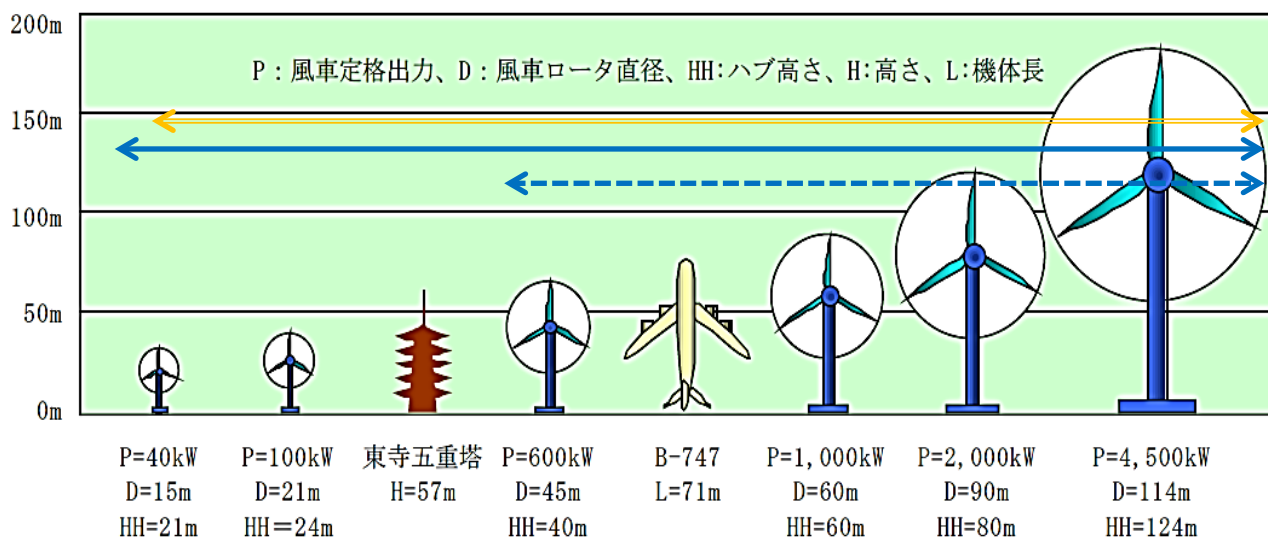 200m
P：風車定格出力、D：風車ロータ直径、HH：ハブ高さ、H：高さ、L：機体長
150m
100m
50m
0m
P=40kW
D=15m
HH=21m
P=100kW
D=21m
HH＝24m
東寺五重塔
H=57m
P=600kW
D=45m
HH=40m
B-747
L=71m
P=1,000kW
D=60m
HH=60m
P=2,000kW
D=90m
HH=80m
P=4,500kW
D=114m
HH=124m